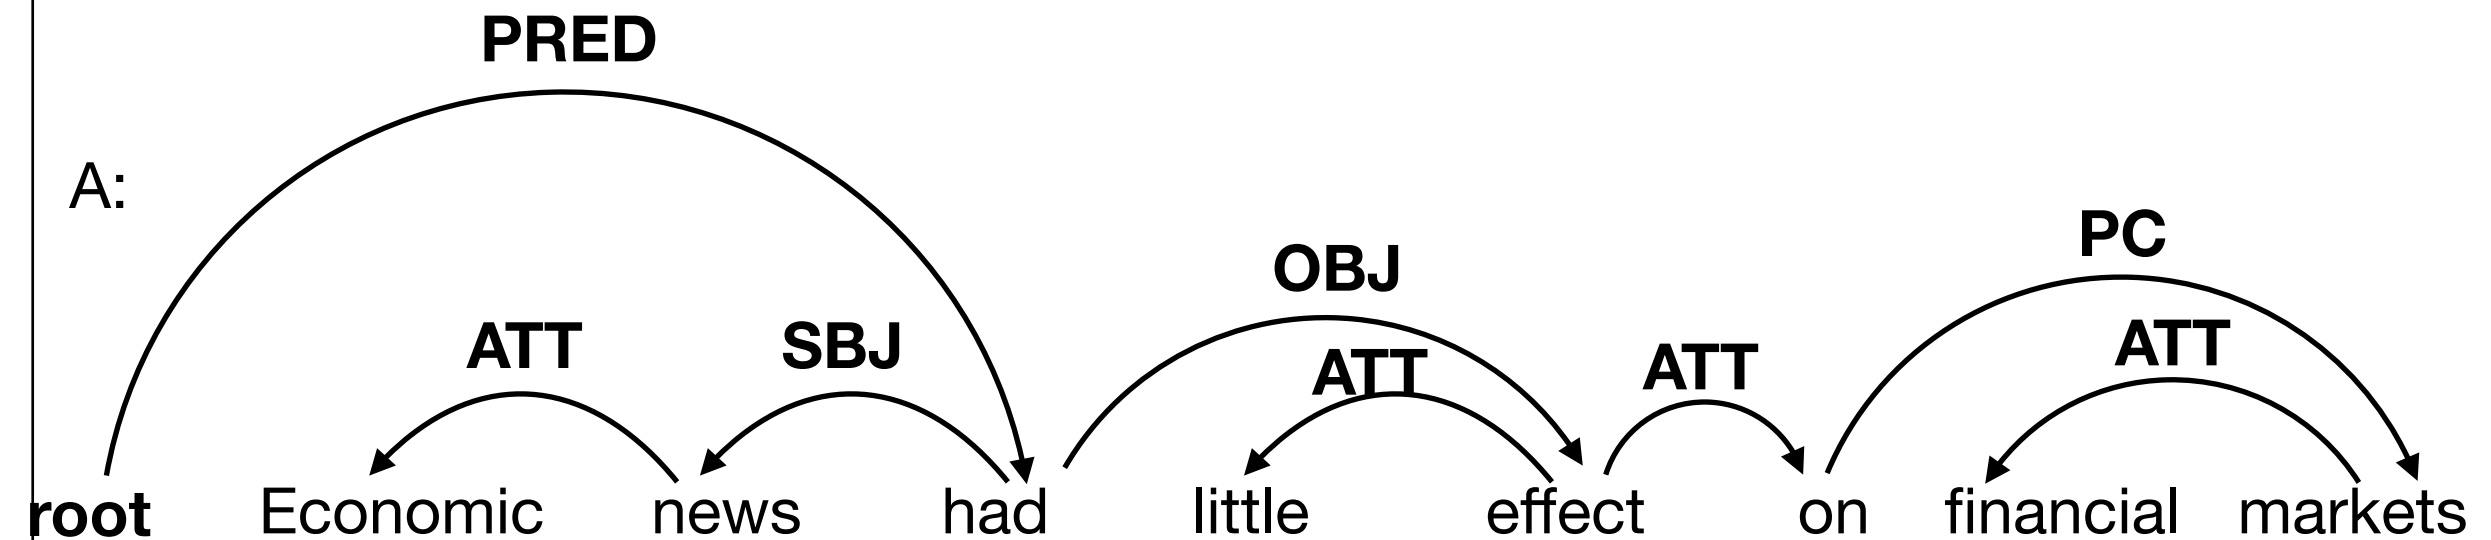 PRED
A:
PC
OBJ
ATT SBJ ATT ATT ATT
root Economic news had little effect on financial markets